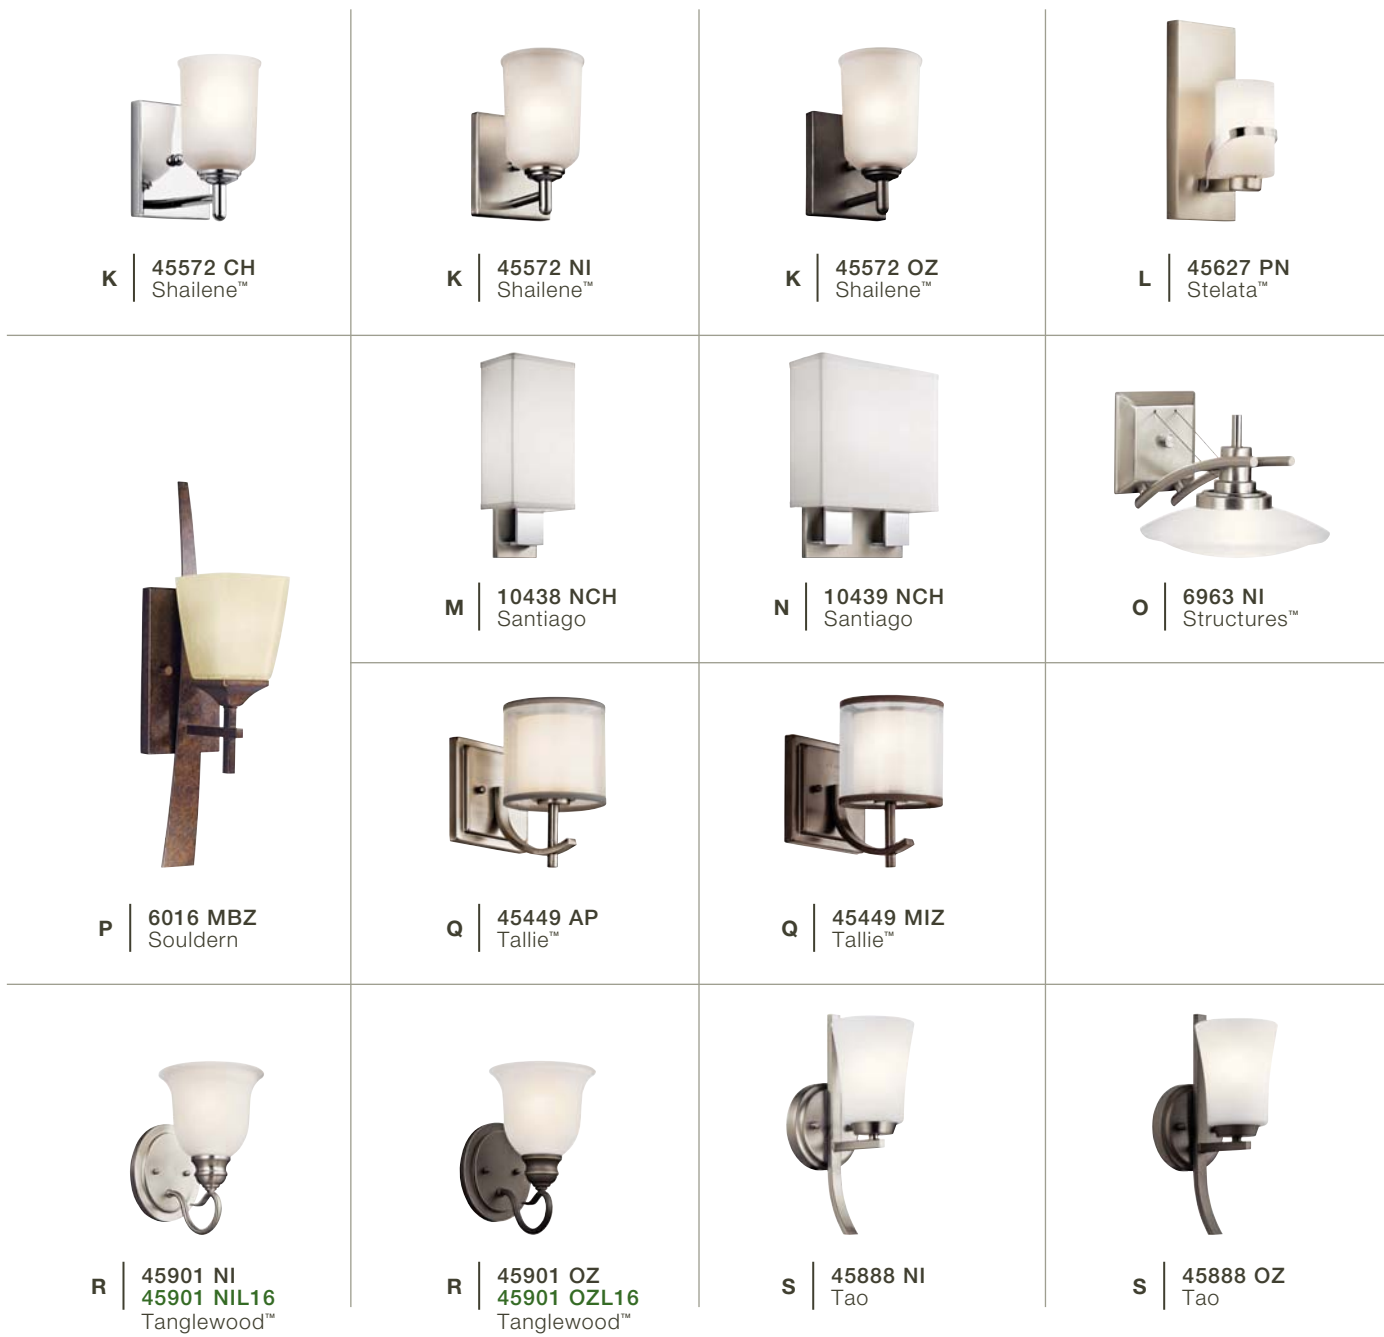 K
45572 CH
Shailene™
K
45572 NI
Shailene™
K
45572 OZ
Shailene™
L
45627 PN
Stelata™
M
10438 NCH
Santiago
N
10439 NCH
Santiago
O
6963 NI
Structures™
P
6016 MBZ
Souldern
Q
45449 AP
Tallie™
Q
45449 MIZ
Tallie™
R
45901 NI
45901 NIL16
Tanglewood™
R
45901 OZ
45901 OZL16
Tanglewood™
S
45888 NI
Tao
S
45888 OZ
Tao